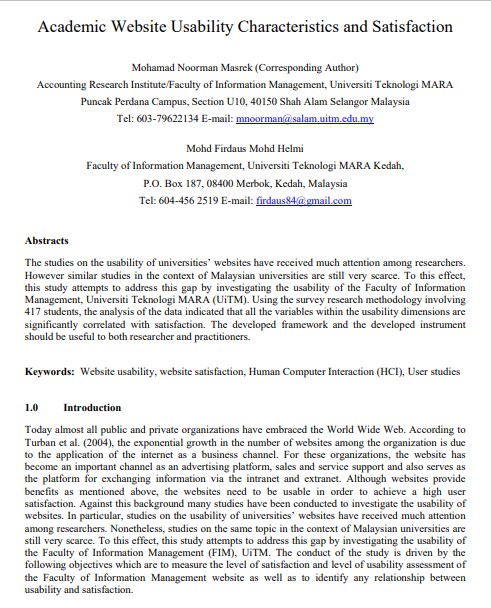 Academic Website Usability Characteristics and Satisfaction
Mohamad Noorman Masrek (Corresponding Author)
Accounting Research Institute/Faculty of Information Management, Universiti Teknologi MARA
Puncak Perdana Campus, Section U10, 40150 Shah Alam Selangor Malaysia
Tel: 603-79622134 E-mail: mnoorman@salam.uitm.edu.my
Mohd Firdaus Mohd Helmi
Faculty of Information Management, Universiti Teknologi MARA Kedah,
P.O. Box 187, 08400 Merbok, Kedah, Malaysia
Tel: 604-456 2519 E-mail: firdaus84@gmail.com
Abstracts
The studies on the usability of universities' websites have received much attention among researchers.
However similar studies in the context of Malaysian universities are still very scarce. To this effect,
this study attempts to address this gap by investigating the usability of the Faculty of Information
Management, Universiti Teknologi MARA (UiTM). Using the survey research methodology involving
417 students, the analysis of the data indicated that all the variables within the usability dimensions are
significantly correlated with satisfaction. The developed framework and the developed instrument
should be useful to both researcher and practitioners.
Keywords: Website usability, website satisfaction, Human Computer Interaction (HCI), User studies
1.0 Introduction
Today almost all public and private organizations have embraced the World Wide Web. According to
Turban et al. (2004), the exponential growth in the number of websites among the organization is due
to the application of the internet as a business channel. For these organizations, the website has
become an important channel as an advertising platform, sales and service support and also serves as
the platform for exchanging information via the intranet and extranet. Although websites provide
benefits as mentioned above, the websites need to be usable in order to achieve a high user
satisfaction. Against this background many studies have been conducted to investigate the usability of
websites. In particular, studies on the usability of universities' websites have received much attention
among researchers. Nonetheless, studies on the same topic in the context of Malaysian universities are
still very scarce. To this effect, this study attempts to address this gap by investigating the usability of
the Faculty of Information Management (FIM), UiTM. The conduct of the study is driven by the
following objectives which are to measure the level of satisfaction and level of usability assessment of
the Faculty of Information Management website as well as to identify any relationship between
usability and satisfaction.